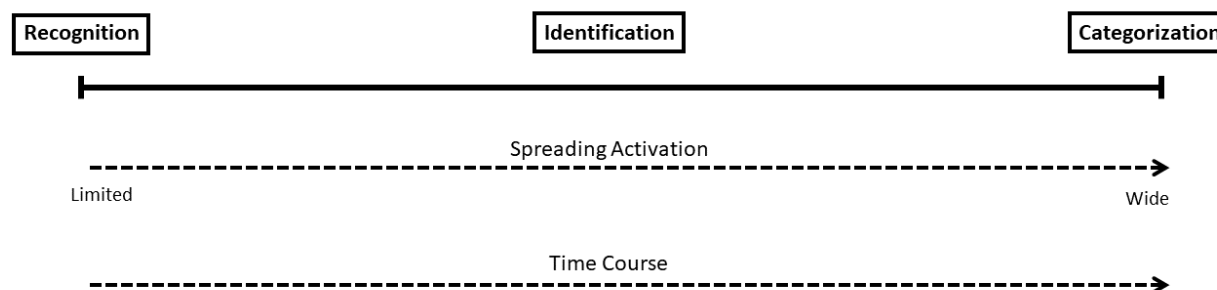 Recognition Identification Categorization
Spreading Activation
Limited Wide
Time Course